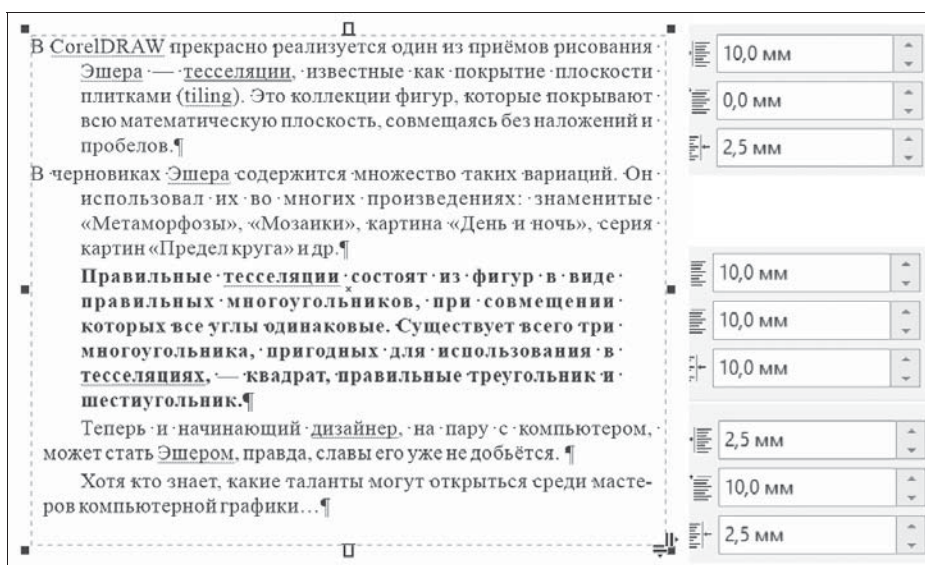 В CorelDRAW прекрасно реализуется один из приёмов рисования
Эшера — тесселяции, известные как покрытие плоскости
плитками (tiling). Это коллекции фигур, которые покрывают
всю математическую плоскость, совмещаясь без наложений и
пробелов.¶
В черновиках Эшера содержится множество таких вариаций. Он
использовал их во многих произведениях: знаменитые
«Метаморфозы», «Мозаики», картина «День и ночь», серия
картин «Предел круга» и др.¶
Правильные тесселяции состоят из фигур в виде
правильных многоугольников, при совмещении
которых все углы одинаковые. Существует всего три
многоугольника, пригодных для использования в
тесселяциях, — квадрат, правильные треугольник и
шестиугольник.¶
Теперь и начинающий дизайнер, на пару с компьютером,
может стать Эшером, правда, славы его уже не добьётся. ¶
Хотя кто знает, какие таланты могут открыться среди масте-
ров компьютерной графики…¶
10,0 мм
0,0 мм
2,5 мм
10,0 мм
10,0 мм
10,0 мм
2,5 мм
10,0 мм
2,5 мм